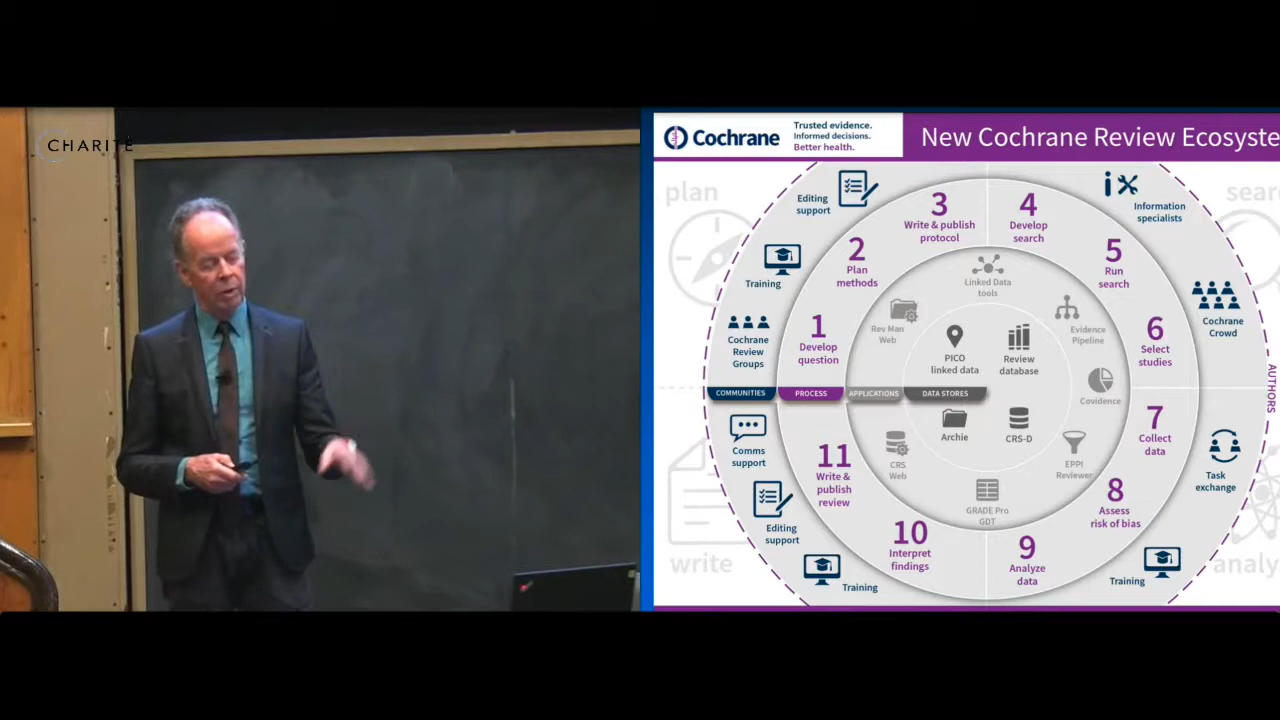 CHARITÉ
Cochrane
Trusted evidence.
Informed decisions.
Better health.
New Cochrane Review Ecosyste
plan
sear
write
analy
Editing
support
Training
Cochrane
Review
Groups
COMMUNITIES
PROCESS
APPLICATIONS
DATA STORES
Comms
support
Editing
support
Training
1
Develop
question
2
Plan
methods
3
Write & publish
protocol
4
Develop
search
5
Run
search
6
Select
studies
7
Collect
data
8
Assess
risk of bias
9
Analyze
data
10
Interpret
findings
11
Write &
publish
review
Information
specialists
Cochrane
Crowd
AUTHORS
Task
exchange
Training
Linked Data
tools
Rev Man
Web
Evidence
Pipeline
Covidence
EPPI
Reviewer
GRADE Pro
GDT
CRS
Web
PICO
linked data
Review
database
Archie
CRS-D